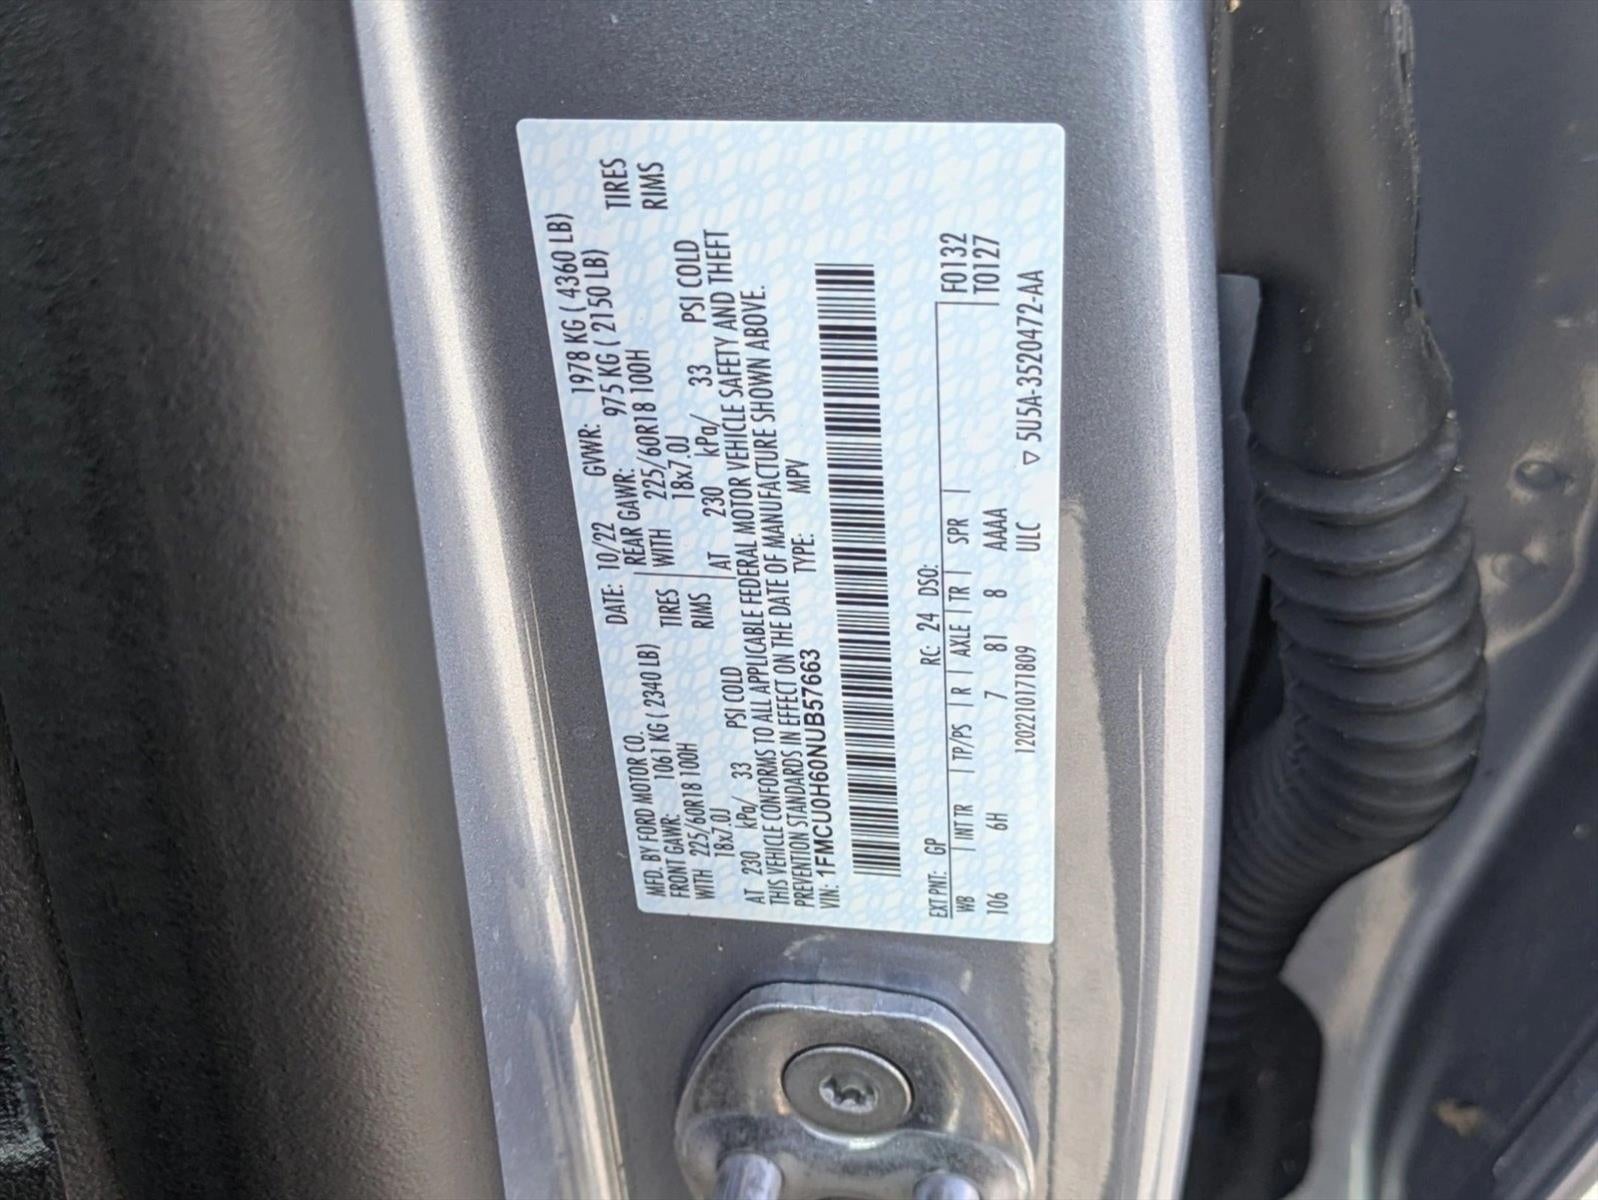 MFD. BY FORD MOTOR CO.   DATE: 10/22   GVWR: 1978 KG ( 4360 LB)
FRONT GAWR: 1061 KG ( 2340 LB)   REAR GAWR: 975 KG ( 2150 LB)
WITH 225/60R18 100H   TIRES   WITH 225/60R18 100H   TIRES
18x7.0J   RIMS   18x7.0J   RIMS
AT 230 kPa/ 33 PSI COLD   AT 230 kPa/ 33 PSI COLD
THIS VEHICLE CONFORMS TO ALL APPLICABLE FEDERAL MOTOR VEHICLE SAFETY AND THEFT
PREVENTION STANDARDS IN EFFECT ON THE DATE OF MANUFACTURE SHOWN ABOVE.
VIN: 1FMCU0H60NUB57663   TYPE: MPV
EXT PNT: GP   RC: 24 DSO:   F0132
WB | INT TR | TP/PS | R | AXLE | TR | SPR |   T0127
106 6H 7 81 8 AAAA
1202210171809 ULC ▽ 5U5A-3520472-AA